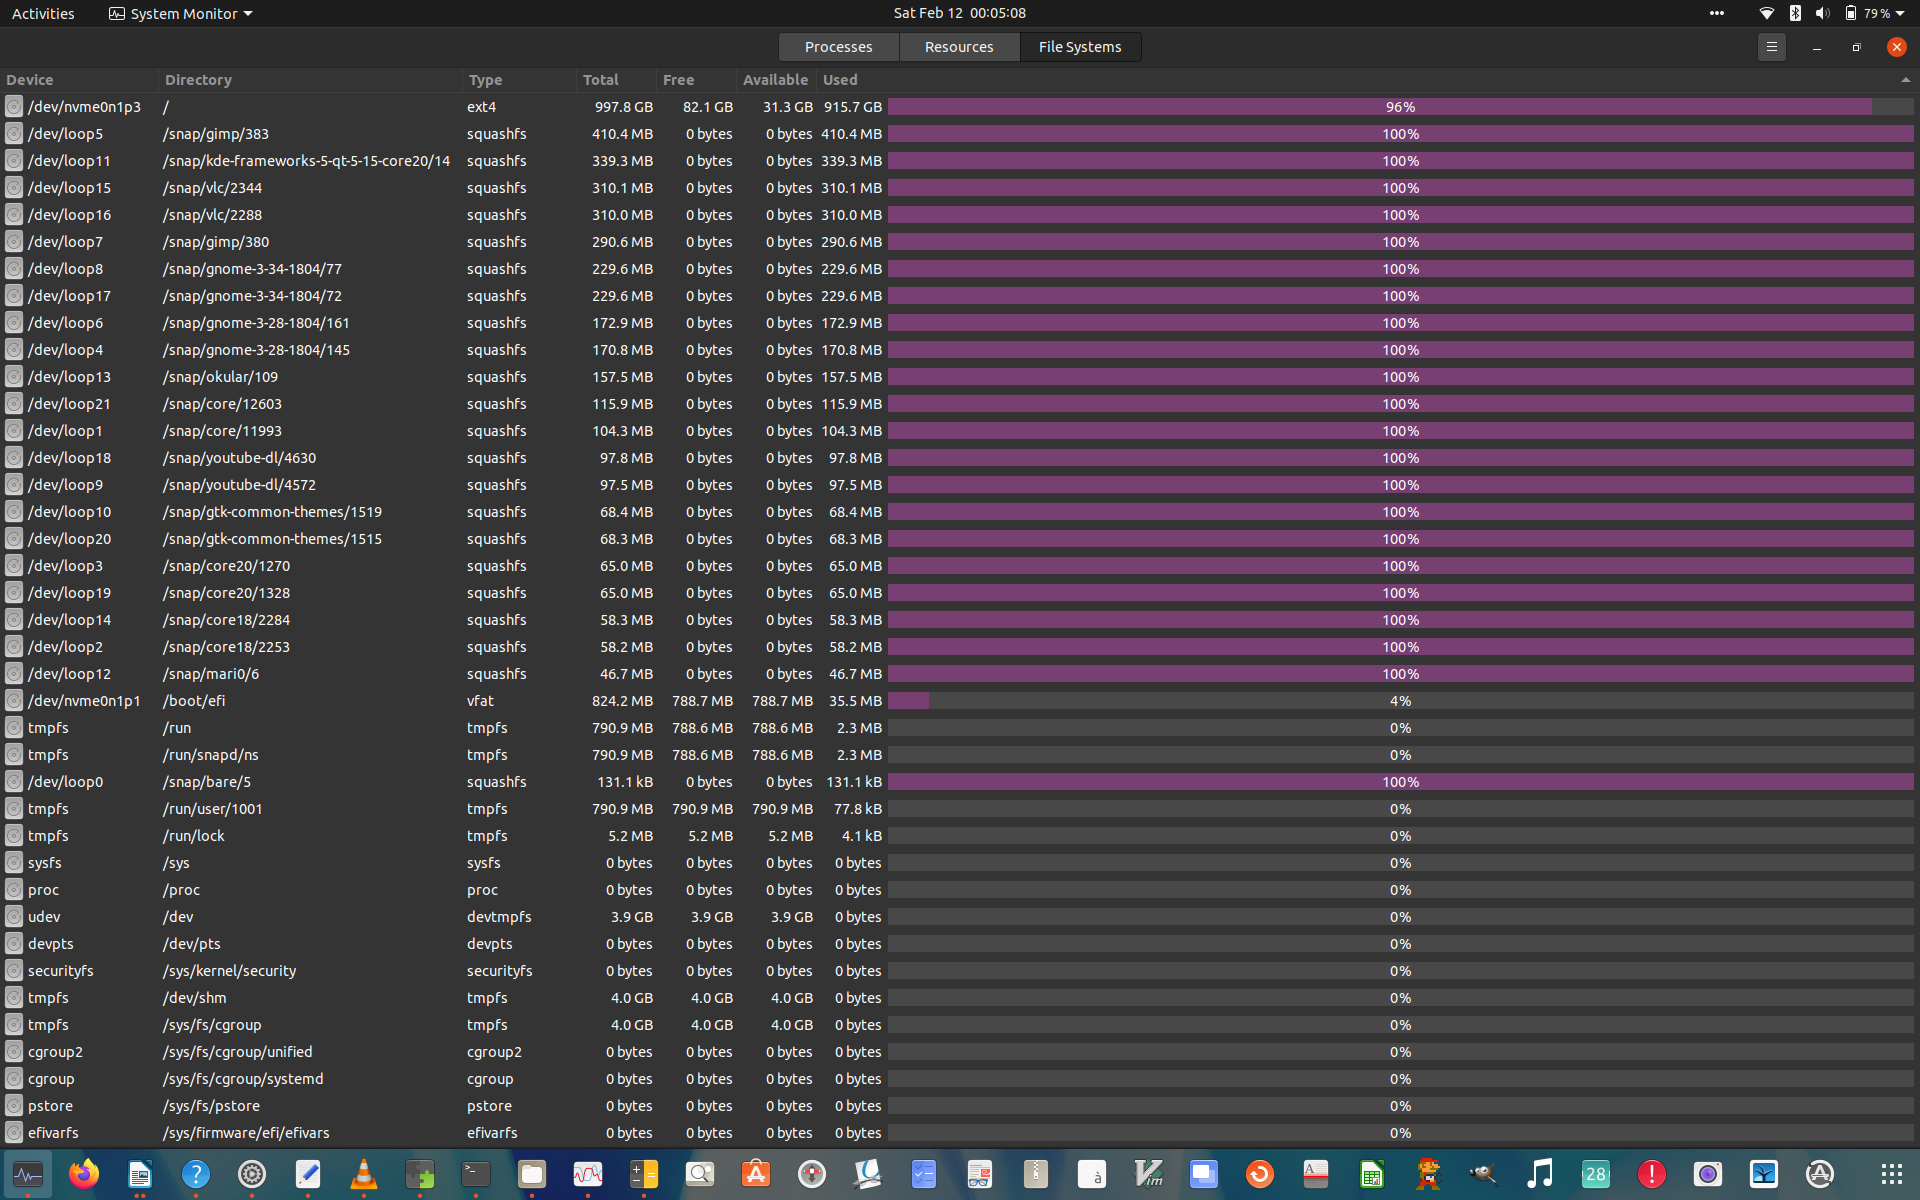 Activities System Monitor Sat Feb 12 00:05:08 79 %
Processes Resources File Systems
Device Directory Type Total Free Available Used
/dev/nvme0n1p3 / ext4 997.8 GB 82.1 GB 31.3 GB 915.7 GB 96%
/dev/loop5 /snap/gimp/383 squashfs 410.4 MB 0 bytes 0 bytes 410.4 MB 100%
/dev/loop11 /snap/kde-frameworks-5-qt-5-15-core20/14 squashfs 339.3 MB 0 bytes 0 bytes 339.3 MB 100%
/dev/loop15 /snap/vlc/2344 squashfs 310.1 MB 0 bytes 0 bytes 310.1 MB 100%
/dev/loop16 /snap/vlc/2288 squashfs 310.0 MB 0 bytes 0 bytes 310.0 MB 100%
/dev/loop7 /snap/gimp/380 squashfs 290.6 MB 0 bytes 0 bytes 290.6 MB 100%
/dev/loop8 /snap/gnome-3-34-1804/77 squashfs 229.6 MB 0 bytes 0 bytes 229.6 MB 100%
/dev/loop17 /snap/gnome-3-34-1804/72 squashfs 229.6 MB 0 bytes 0 bytes 229.6 MB 100%
/dev/loop6 /snap/gnome-3-28-1804/161 squashfs 172.9 MB 0 bytes 0 bytes 172.9 MB 100%
/dev/loop4 /snap/gnome-3-28-1804/145 squashfs 170.8 MB 0 bytes 0 bytes 170.8 MB 100%
/dev/loop13 /snap/okular/109 squashfs 157.5 MB 0 bytes 0 bytes 157.5 MB 100%
/dev/loop21 /snap/core/12603 squashfs 115.9 MB 0 bytes 0 bytes 115.9 MB 100%
/dev/loop1 /snap/core/11993 squashfs 104.3 MB 0 bytes 0 bytes 104.3 MB 100%
/dev/loop18 /snap/youtube-dl/4630 squashfs 97.8 MB 0 bytes 0 bytes 97.8 MB 100%
/dev/loop9 /snap/youtube-dl/4572 squashfs 97.5 MB 0 bytes 0 bytes 97.5 MB 100%
/dev/loop10 /snap/gtk-common-themes/1519 squashfs 68.4 MB 0 bytes 0 bytes 68.4 MB 100%
/dev/loop20 /snap/gtk-common-themes/1515 squashfs 68.3 MB 0 bytes 0 bytes 68.3 MB 100%
/dev/loop3 /snap/core20/1270 squashfs 65.0 MB 0 bytes 0 bytes 65.0 MB 100%
/dev/loop19 /snap/core20/1328 squashfs 65.0 MB 0 bytes 0 bytes 65.0 MB 100%
/dev/loop14 /snap/core18/2284 squashfs 58.3 MB 0 bytes 0 bytes 58.3 MB 100%
/dev/loop2 /snap/core18/2253 squashfs 58.2 MB 0 bytes 0 bytes 58.2 MB 100%
/dev/loop12 /snap/mari0/6 squashfs 46.7 MB 0 bytes 0 bytes 46.7 MB 100%
/dev/nvme0n1p1 /boot/efi vfat 824.2 MB 788.7 MB 788.7 MB 35.5 MB 4%
tmpfs /run tmpfs 790.9 MB 788.6 MB 788.6 MB 2.3 MB 0%
tmpfs /run/snapd/ns tmpfs 790.9 MB 788.6 MB 788.6 MB 2.3 MB 0%
/dev/loop0 /snap/bare/5 squashfs 131.1 kB 0 bytes 0 bytes 131.1 kB 100%
tmpfs /run/user/1001 tmpfs 790.9 MB 790.9 MB 790.9 MB 77.8 kB 0%
tmpfs /run/lock tmpfs 5.2 MB 5.2 MB 5.2 MB 4.1 kB 0%
sysfs /sys sysfs 0 bytes 0 bytes 0 bytes 0 bytes 0%
proc /proc proc 0 bytes 0 bytes 0 bytes 0 bytes 0%
udev /dev devtmpfs 3.9 GB 3.9 GB 3.9 GB 0 bytes 0%
devpts /dev/pts devpts 0 bytes 0 bytes 0 bytes 0 bytes 0%
securityfs /sys/kernel/security securityfs 0 bytes 0 bytes 0 bytes 0 bytes 0%
tmpfs /dev/shm tmpfs 4.0 GB 4.0 GB 4.0 GB 0 bytes 0%
tmpfs /sys/fs/cgroup tmpfs 4.0 GB 4.0 GB 4.0 GB 0 bytes 0%
cgroup2 /sys/fs/cgroup/unified cgroup2 0 bytes 0 bytes 0 bytes 0 bytes 0%
cgroup /sys/fs/cgroup/systemd cgroup 0 bytes 0 bytes 0 bytes 0 bytes 0%
pstore /sys/fs/pstore pstore 0 bytes 0 bytes 0 bytes 0 bytes 0%
efivarfs /sys/firmware/efi/efivars efivarfs 0 bytes 0 bytes 0 bytes 0 bytes 0%
? >_ A à Vim A 28 !